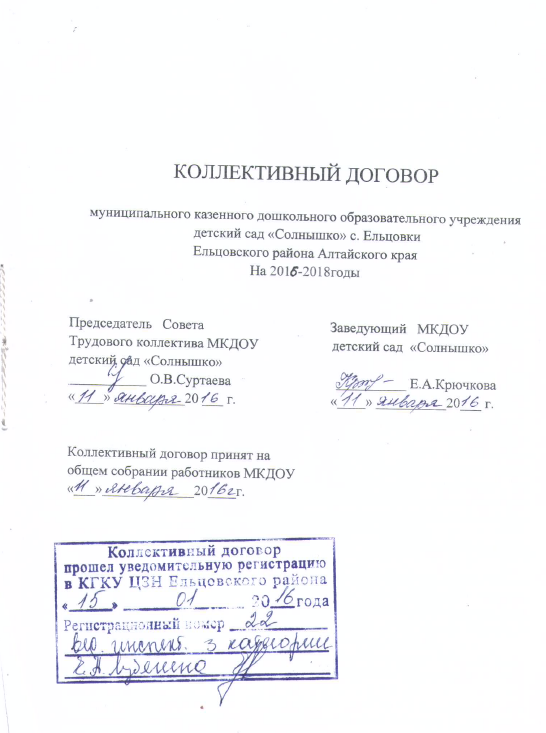 КОЛЛЕКТИВНЫЙ ДОГОВОР
муниципального казенного дошкольного образовательного учреждения
детский сад «Солнышко» с. Ельцовки
Ельцовского района Алтайского края
На 2016-2018годы
Председатель Совета
Трудового коллектива МКДОУ
детский сад «Солнышко»
__________ О.В.Суртаева
«11» января 2016 г.
Заведующий МКДОУ
детский сад «Солнышко»
__________ Е.А.Крючкова
«11» января 2016 г.
Коллективный договор принят на
общем собрании работников МКДОУ
«11» января 2016г.
Коллективный договор
прошел уведомительную регистрацию
в КГКУ ЦЗН Ельцовского района
«15» 01 2016года
Регистрационный номер 22
вед. инспект. 3 категории